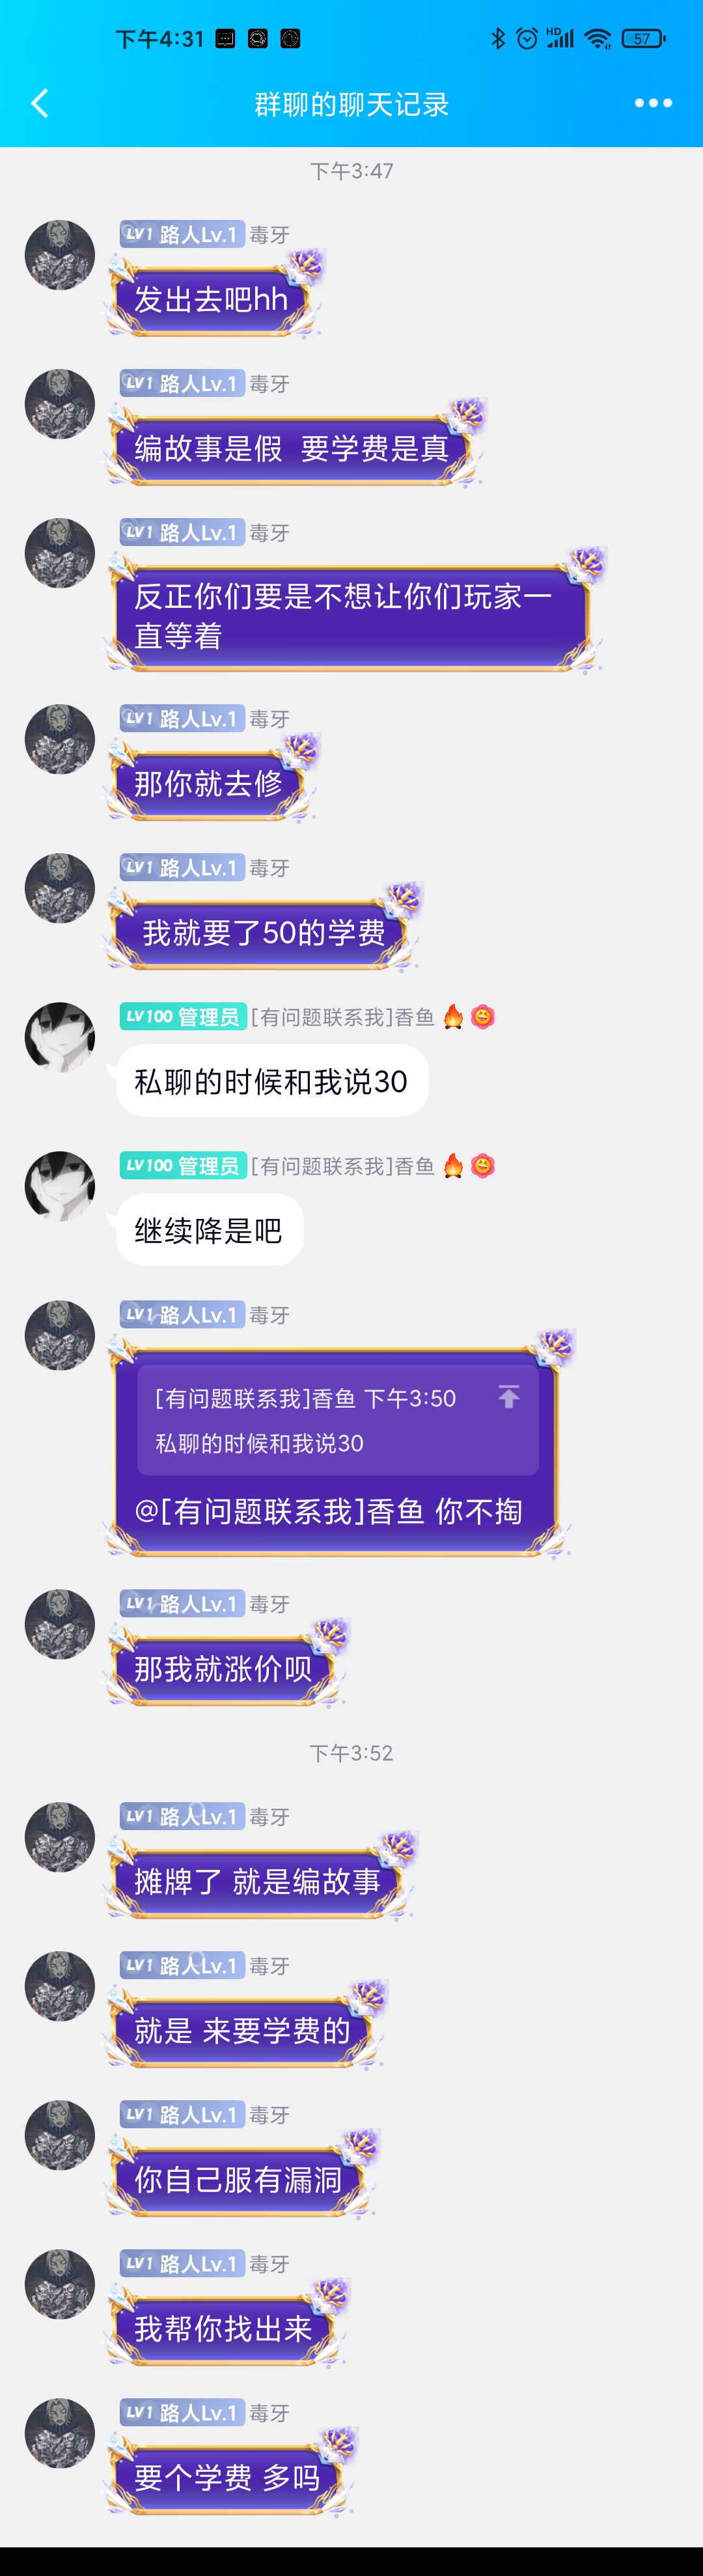 下午4:31
HD
57
群聊的聊天记录
下午3:47
LV1 路人Lv.1 毒牙
发出去吧hh
LV1 路人Lv.1 毒牙
编故事是假 要学费是真
LV1 路人Lv.1 毒牙
反正你们要是不想让你们玩家一
直等着
LV1 路人Lv.1 毒牙
那你就去修
LV1 路人Lv.1 毒牙
我就要了50的学费
LV100 管理员 [有问题联系我]香鱼
私聊的时候和我说30
LV100 管理员 [有问题联系我]香鱼
继续降是吧
LV1 路人Lv.1 毒牙
[有问题联系我]香鱼 下午3:50
私聊的时候和我说30
@[有问题联系我]香鱼 你不掏
LV1 路人Lv.1 毒牙
那我就涨价呗
下午3:52
LV1 路人Lv.1 毒牙
摊牌了 就是编故事
LV1 路人Lv.1 毒牙
就是 来要学费的
LV1 路人Lv.1 毒牙
你自己服有漏洞
LV1 路人Lv.1 毒牙
我帮你找出来
LV1 路人Lv.1 毒牙
要个学费 多吗